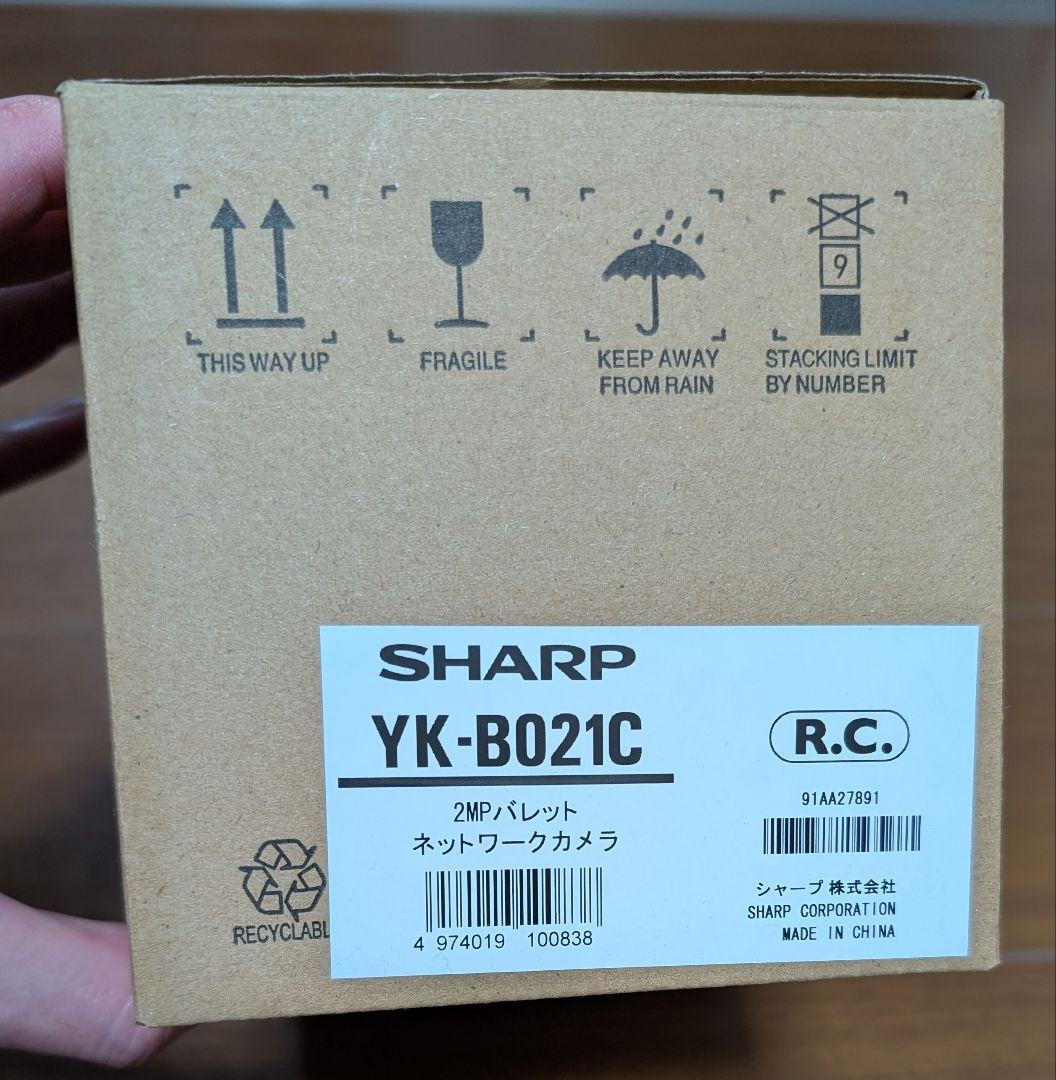 9
THIS WAY UP
FRAGILE
KEEP AWAY
FROM RAIN
STACKING LIMIT
BY NUMBER
SHARP
YK-B021C
2MPバレット
ネットワークカメラ
4 974019 100838
R.C.
91AA27891
シャープ株式会社
SHARP CORPORATION
MADE IN CHINA
RECYCLABL